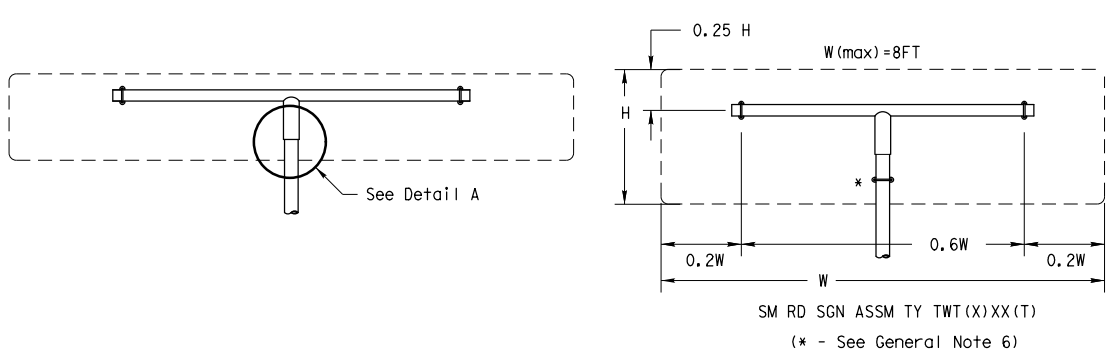 See Detail A
0.25 H
W(max)=8FT
H
*
0.6W
0.2W
0.2W
W
SM RD SGN ASSM TY TWT(X)XX(T)
(* - See General Note 6)